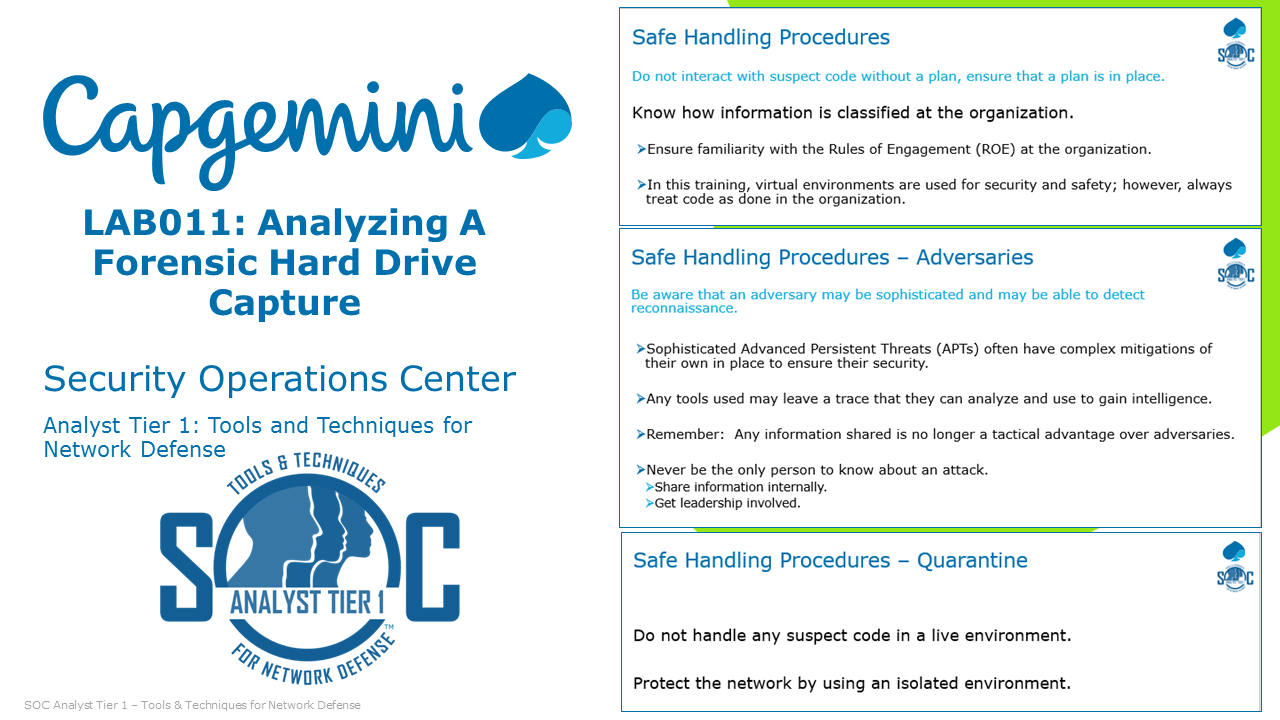 Capgemini
LAB011: Analyzing A
Forensic Hard Drive
Capture
Security Operations Center
Analyst Tier 1: Tools and Techniques for
Network Defense
TOOLS & TECHNIQUES
SOC
ANALYST TIER 1
FOR NETWORK DEFENSE™
SOC Analyst Tier 1 – Tools & Techniques for Network Defense
Safe Handling Procedures
Do not interact with suspect code without a plan, ensure that a plan is in place.
Know how information is classified at the organization.
➢Ensure familiarity with the Rules of Engagement (ROE) at the organization.
➢In this training, virtual environments are used for security and safety; however, always
treat code as done in the organization.
Safe Handling Procedures – Adversaries
Be aware that an adversary may be sophisticated and may be able to detect
reconnaissance.
➢Sophisticated Advanced Persistent Threats (APTs) often have complex mitigations of
their own in place to ensure their security.
➢Any tools used may leave a trace that they can analyze and use to gain intelligence.
➢Remember:  Any information shared is no longer a tactical advantage over adversaries.
➢Never be the only person to know about an attack.
➢Share information internally.
➢Get leadership involved.
Safe Handling Procedures – Quarantine
Do not handle any suspect code in a live environment.
Protect the network by using an isolated environment.